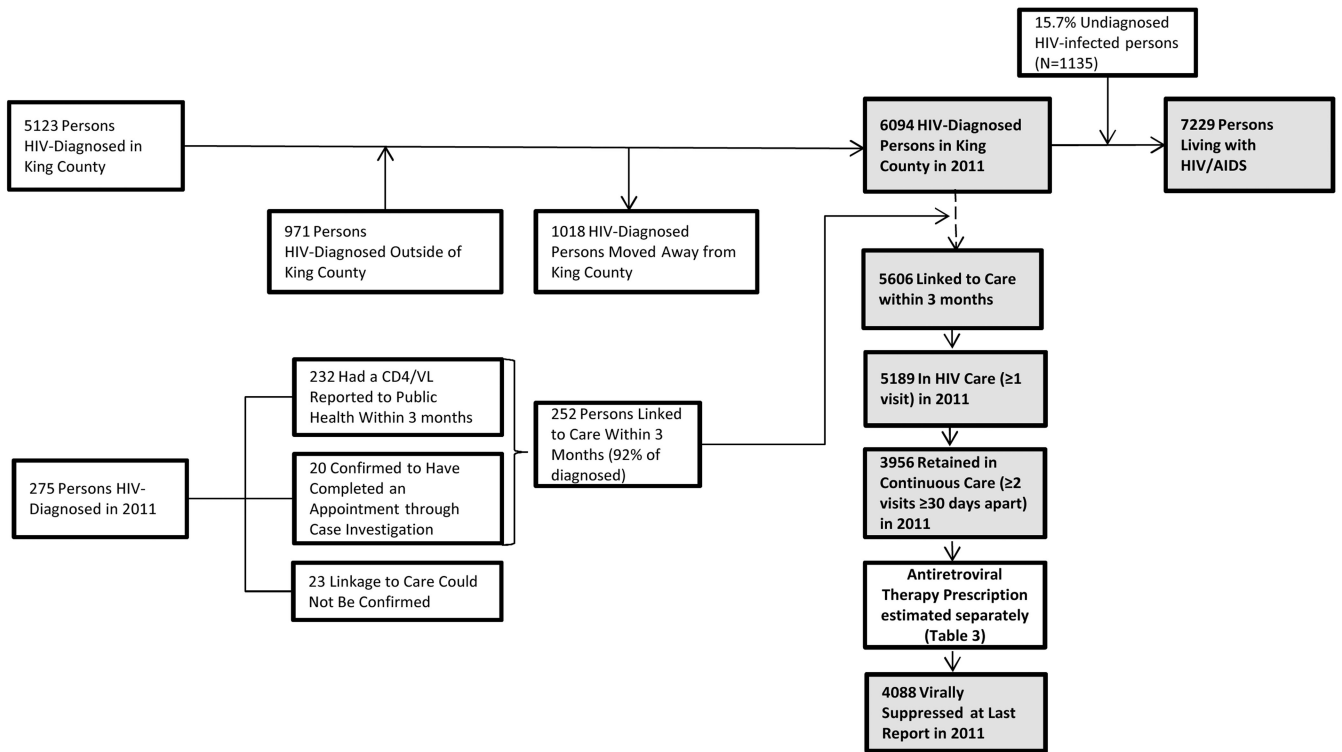 15.7% Undiagnosed
HIV-infected persons
(N=1135)
5123 Persons
HIV-Diagnosed in
King County
6094 HIV-Diagnosed
Persons in King
County in 2011
7229 Persons
Living with
HIV/AIDS
971 Persons
HIV-Diagnosed Outside of
King County
1018 HIV-Diagnosed
Persons Moved Away from
King County
5606 Linked to Care
within 3 months
232 Had a CD4/VL
Reported to Public
Health Within 3 months
5189 In HIV Care (≥1
visit) in 2011
252 Persons Linked
to Care Within 3
Months (92% of
diagnosed)
275 Persons HIV-
Diagnosed in 2011
20 Confirmed to Have
Completed an
Appointment through
Case Investigation
3956 Retained in
Continuous Care (≥2
visits ≥30 days apart)
in 2011
23 Linkage to Care Could
Not Be Confirmed
Antiretroviral
Therapy Prescription
estimated separately
(Table 3)
4088 Virally
Suppressed at Last
Report in 2011